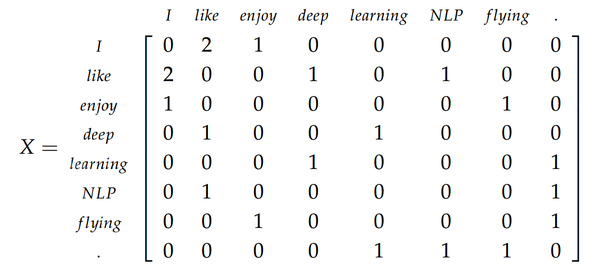 I like enjoy deep learning NLP flying .
I 0 2 1 0 0 0 0 0
like 2 0 0 1 0 1 0 0
enjoy 1 0 0 0 0 0 1 0
deep 0 1 0 0 1 0 0 0
X = learning 0 0 0 1 0 0 0 1
NLP 0 1 0 0 0 0 0 1
flying 0 0 1 0 0 0 0 1
. 0 0 0 0 1 1 1 0